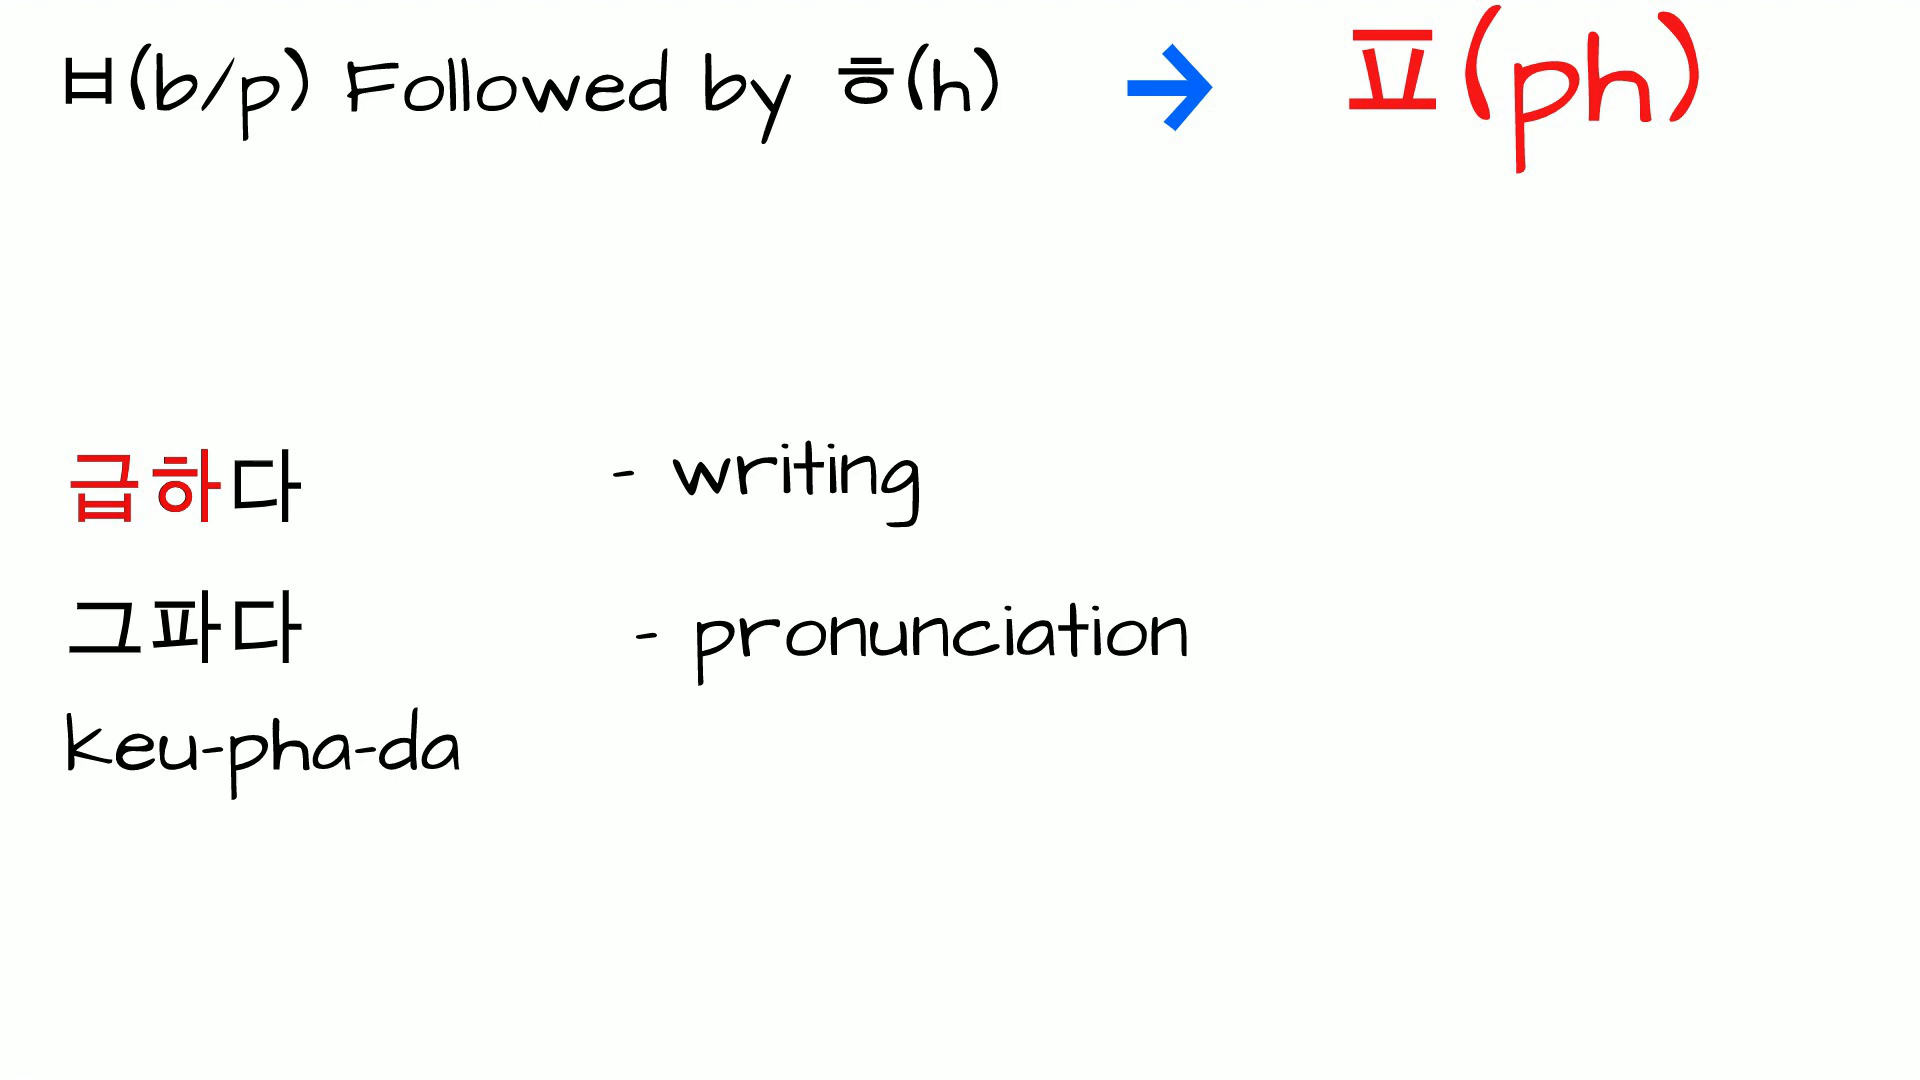 ㅂ(b/p) Followed by ㅎ(h) → ㅍ(ph)
급하다 - writing
그파다 - pronunciation
keu-pha-da